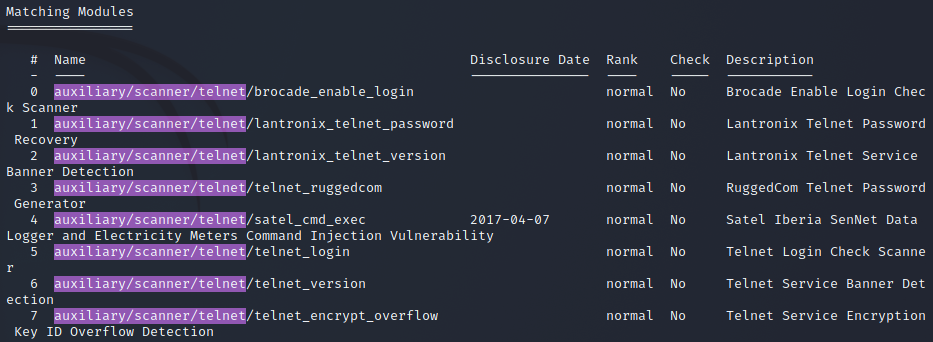 Matching Modules
================
#  Name  Disclosure Date  Rank  Check  Description
-  ----  ---------------  ----  -----  -----------
0  auxiliary/scanner/telnet/brocade_enable_login  normal  No  Brocade Enable Login Chec
k Scanner
1  auxiliary/scanner/telnet/lantronix_telnet_password  normal  No  Lantronix Telnet Password
Recovery
2  auxiliary/scanner/telnet/lantronix_telnet_version  normal  No  Lantronix Telnet Service
Banner Detection
3  auxiliary/scanner/telnet/telnet_ruggedcom  normal  No  RuggedCom Telnet Password
Generator
4  auxiliary/scanner/telnet/satel_cmd_exec  2017-04-07  normal  No  Satel Iberia SenNet Data
Logger and Electricity Meters Command Injection Vulnerability
5  auxiliary/scanner/telnet/telnet_login  normal  No  Telnet Login Check Scanne
r
6  auxiliary/scanner/telnet/telnet_version  normal  No  Telnet Service Banner Det
ection
7  auxiliary/scanner/telnet/telnet_encrypt_overflow  normal  No  Telnet Service Encryption
Key ID Overflow Detection